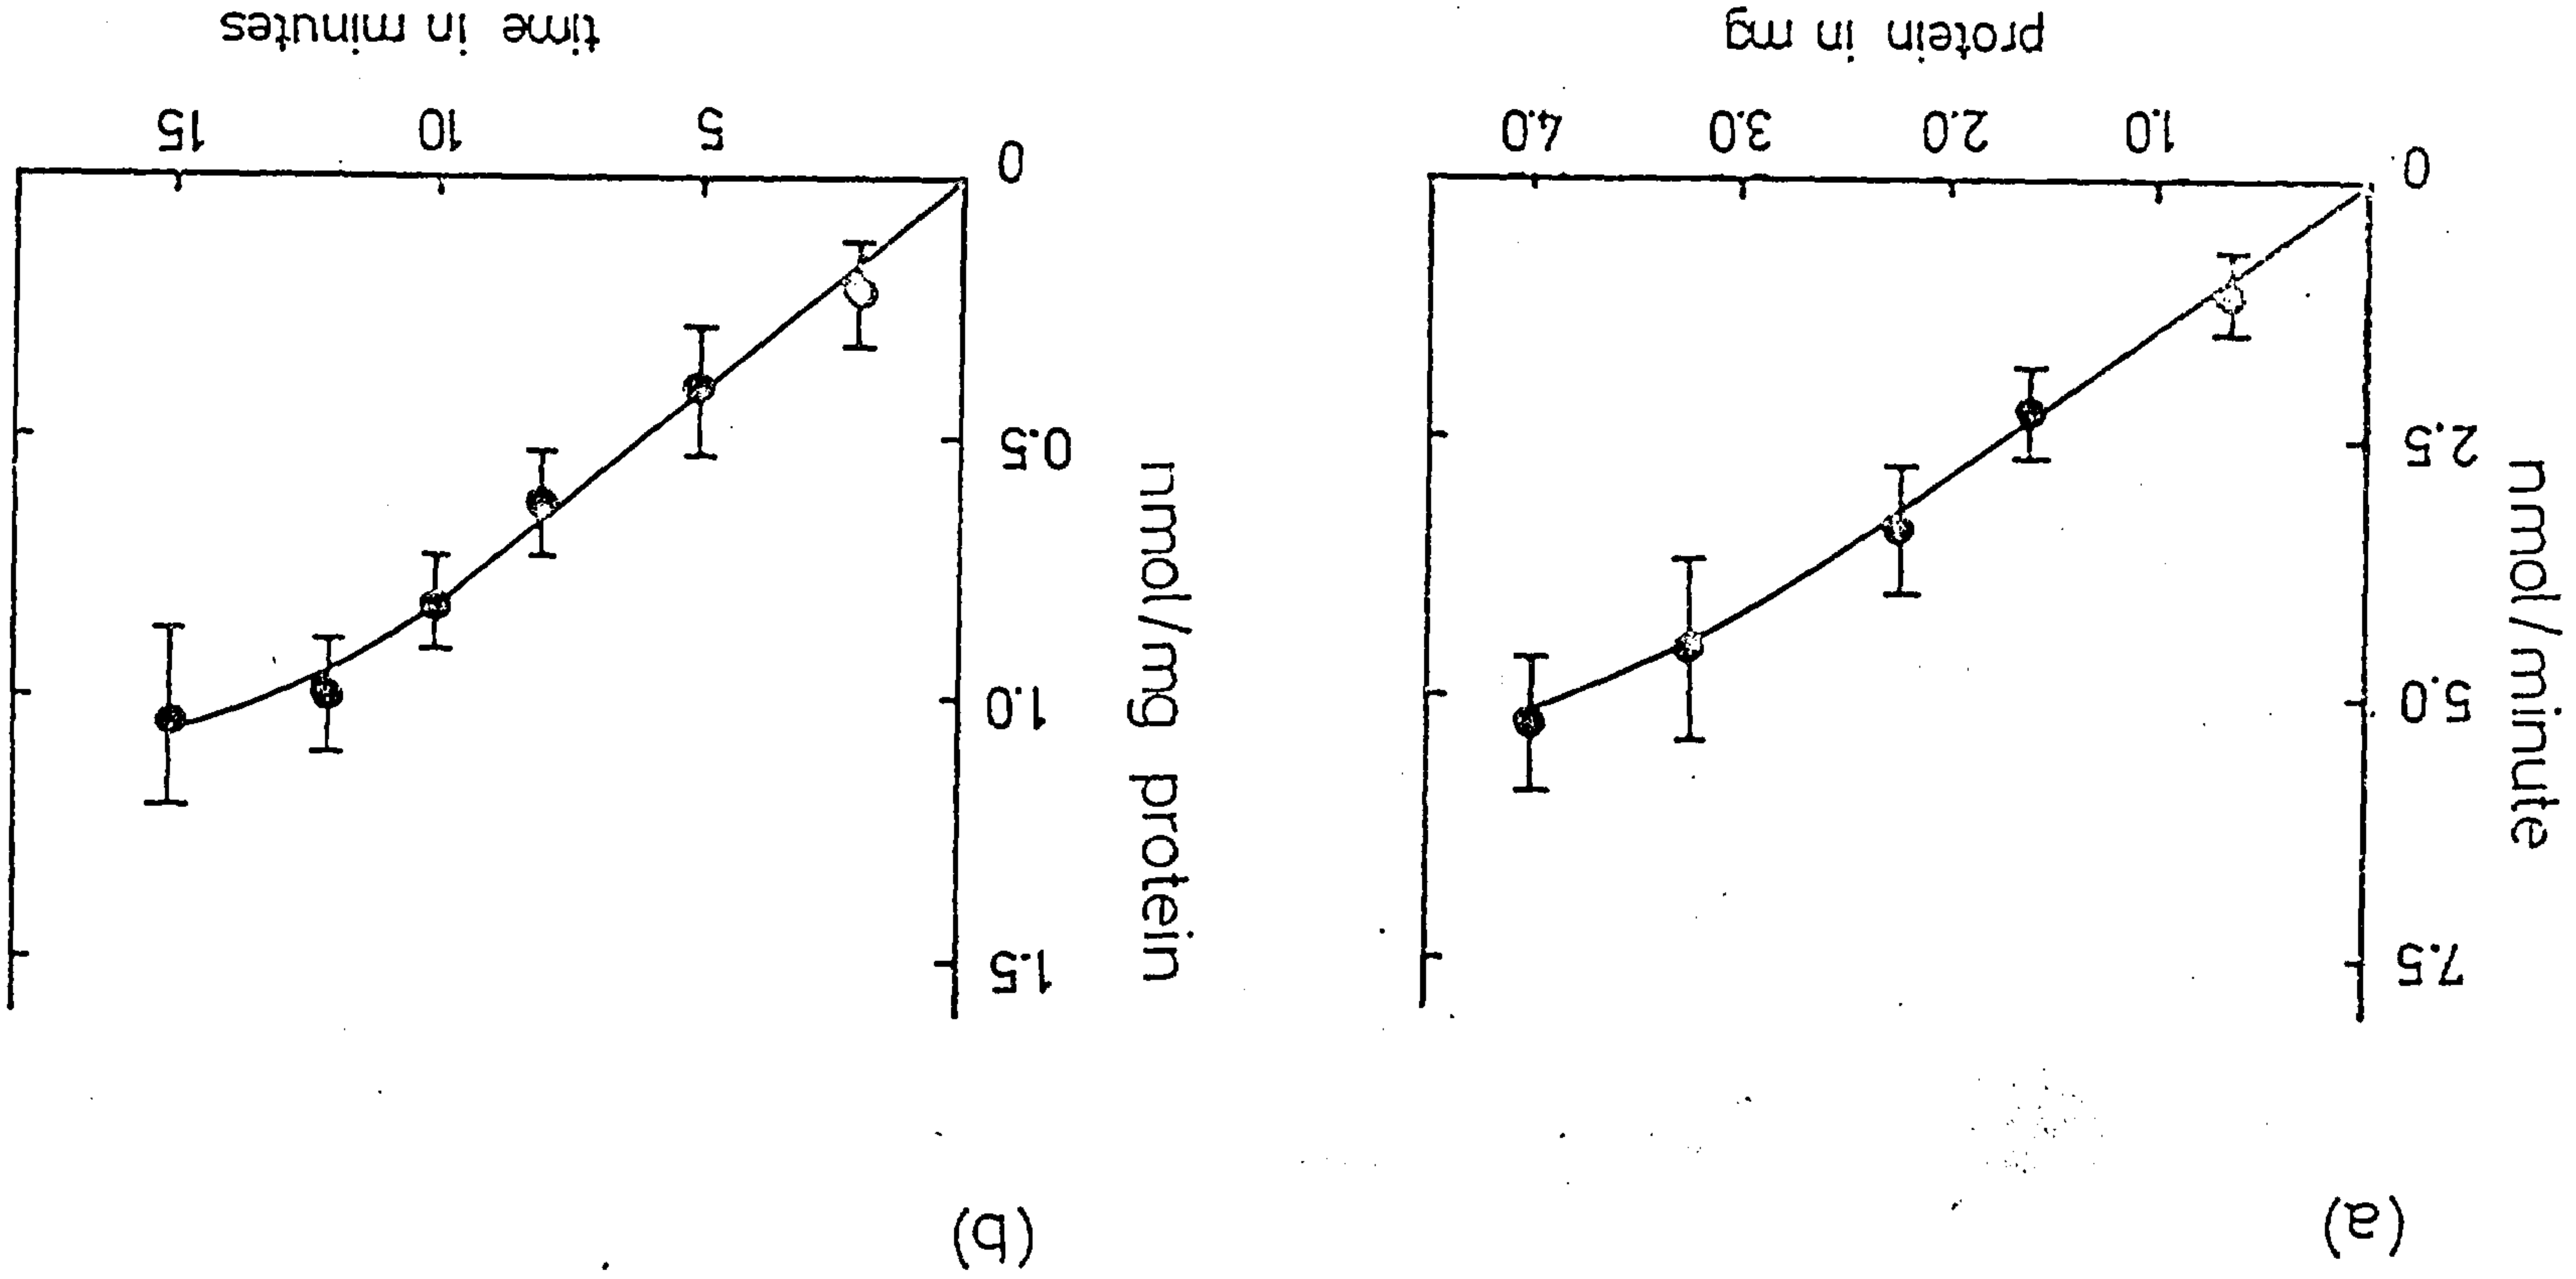 (a)
nmol/minute
7.5
5.0
2.5
0
1.0
2.0
3.0
4.0
protein in mg
(b)
nmol/mg protein
1.5
1.0
0.5
0
5
10
15
time in minutes